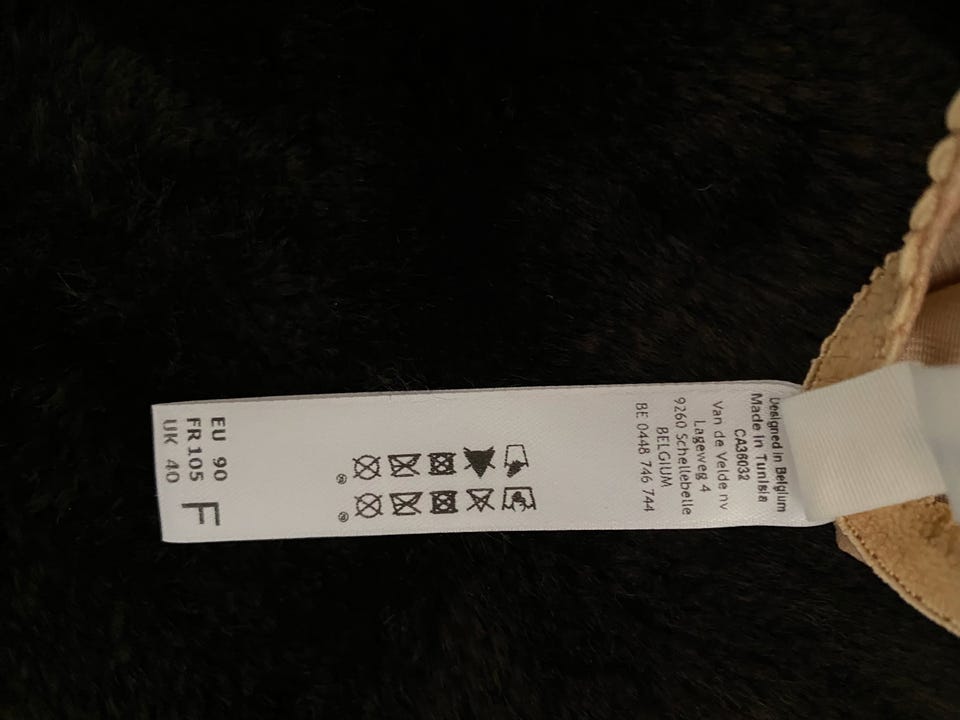 Designed in Belgium
Made in Tunisia
CA36032
Van de Velde nv
Lageweg 4
9260 Schellebelle
BELGIUM
BE 0448 746 744
EU 90
FR 105
UK 40
F